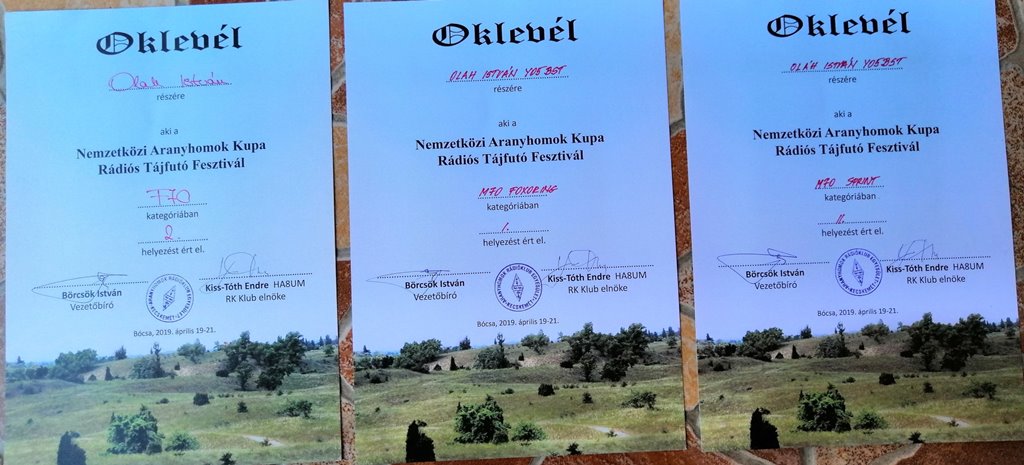 Oklevél
Olah István
részére
aki a
Nemzetközi Aranyhomok Kupa
Rádiós Tájfutó Fesztivál
F70
kategóriában
2.
helyezést ért el.
Börcsök István
Vezetőbíró
Kiss-Tóth Endre HA8UM
RK Klub elnöke
Bócsa, 2019. április 19-21.
Oklevél
OLAH ISTVÁN YO5BST
részére
aki a
Nemzetközi Aranyhomok Kupa
Rádiós Tájfutó Fesztivál
M70 FOXORING
kategóriában
I.
helyezést ért el.
Börcsök István
Vezetőbíró
Kiss-Tóth Endre HA8UM
RK Klub elnöke
Bócsa, 2019. április 19-21.
Oklevél
OLÁH ISTVÁN YO5BST
részére
aki a
Nemzetközi Aranyhomok Kupa
Rádiós Tájfutó Fesztivál
M70 SPRINT
kategóriában
II.
helyezést ért el.
Börcsök István
Vezetőbíró
Kiss-Tóth Endre HA8UM
RK Klub elnöke
Bócsa, 2019. április 19-21.